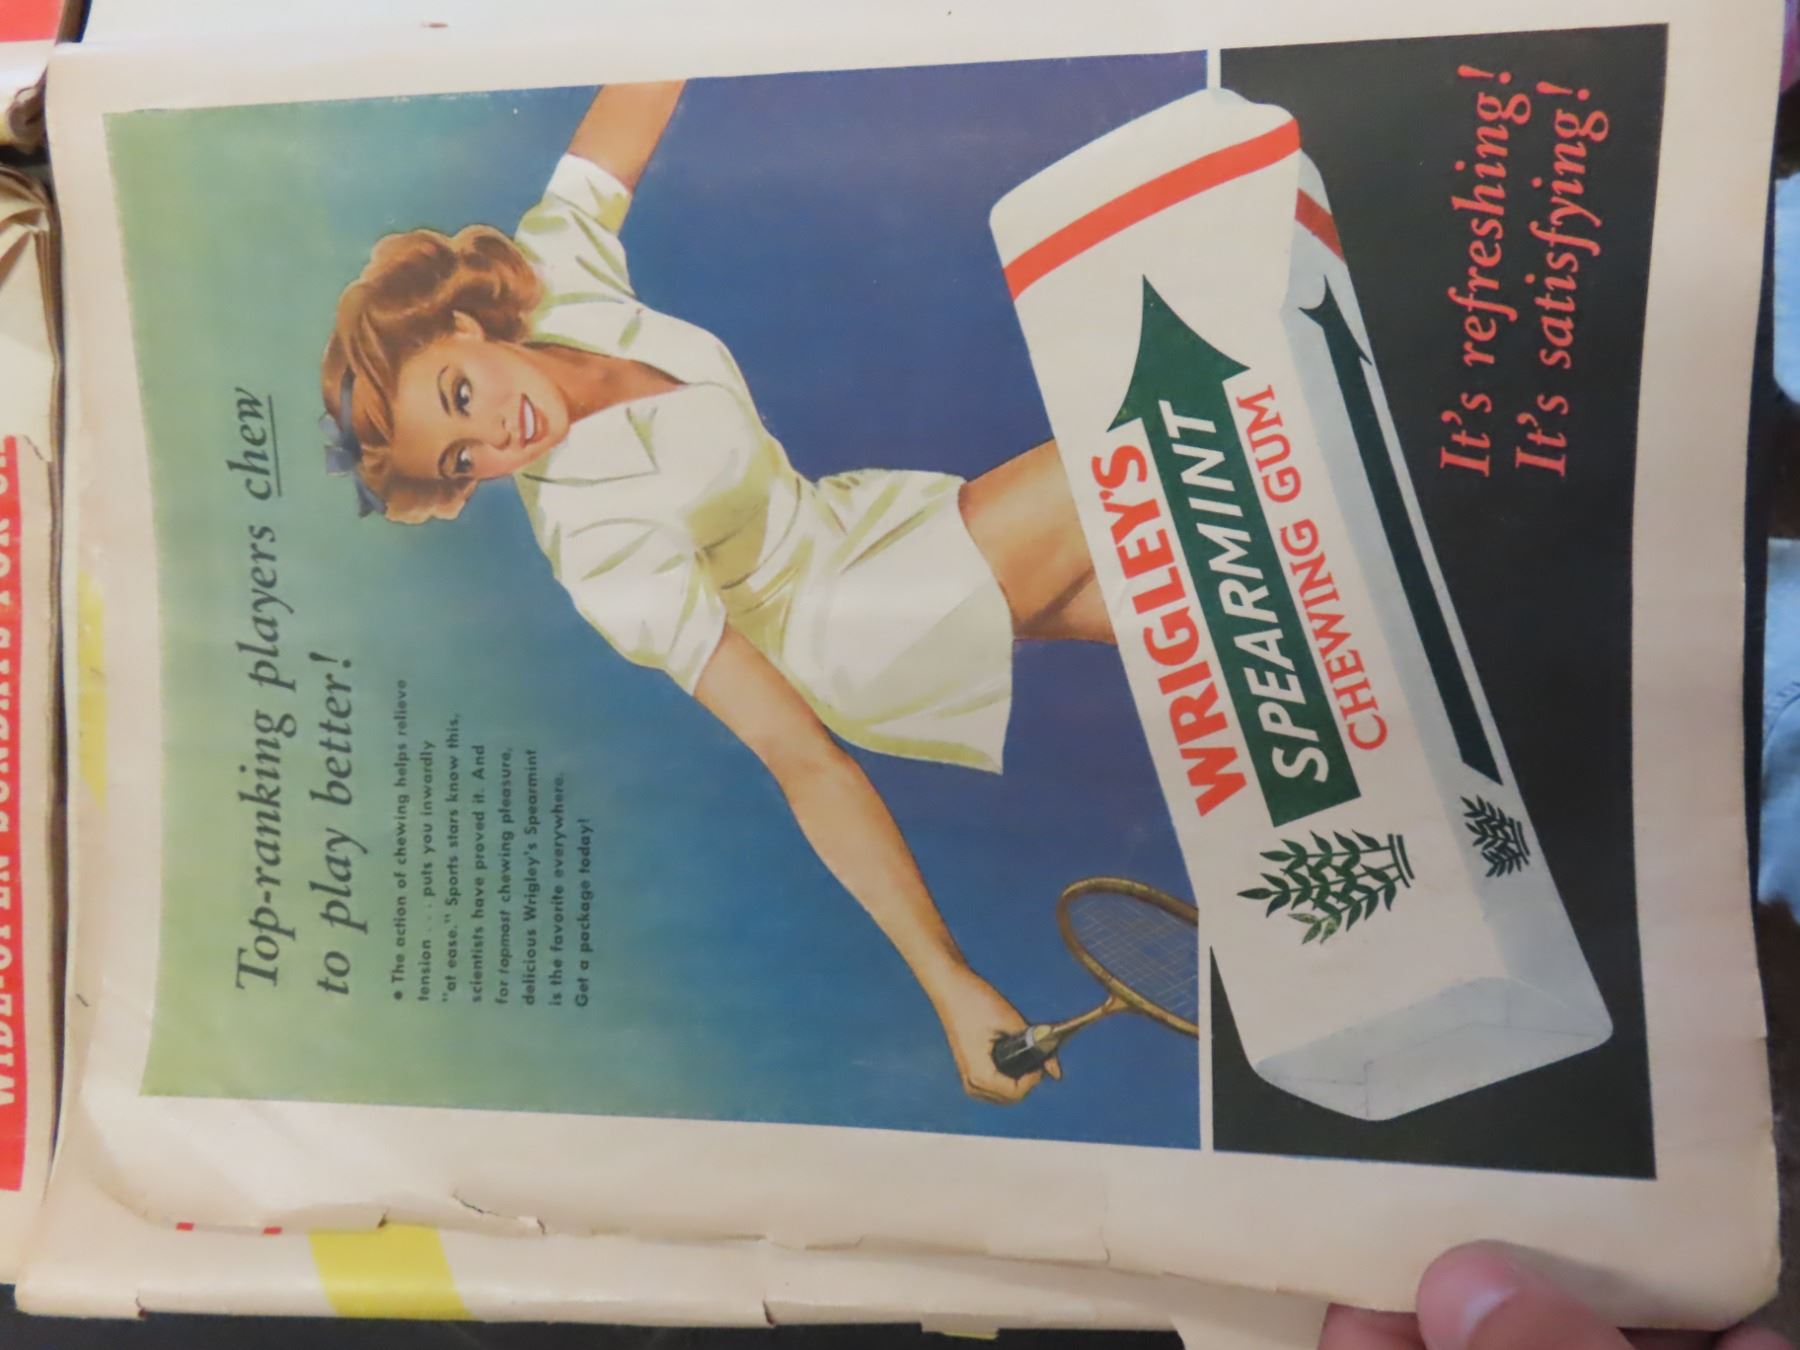 Top-ranking players chew
to play better!
• The action of chewing helps relieve
tension . . . puts you inwardly
"at ease." Sports stars know this,
scientists have proved it. And
for topmost chewing pleasure,
delicious Wrigley's Spearmint
is the favorite everywhere.
Get a package today!
WRIGLEY'S
SPEARMINT
CHEWING GUM
It's refreshing!
It's satisfying!